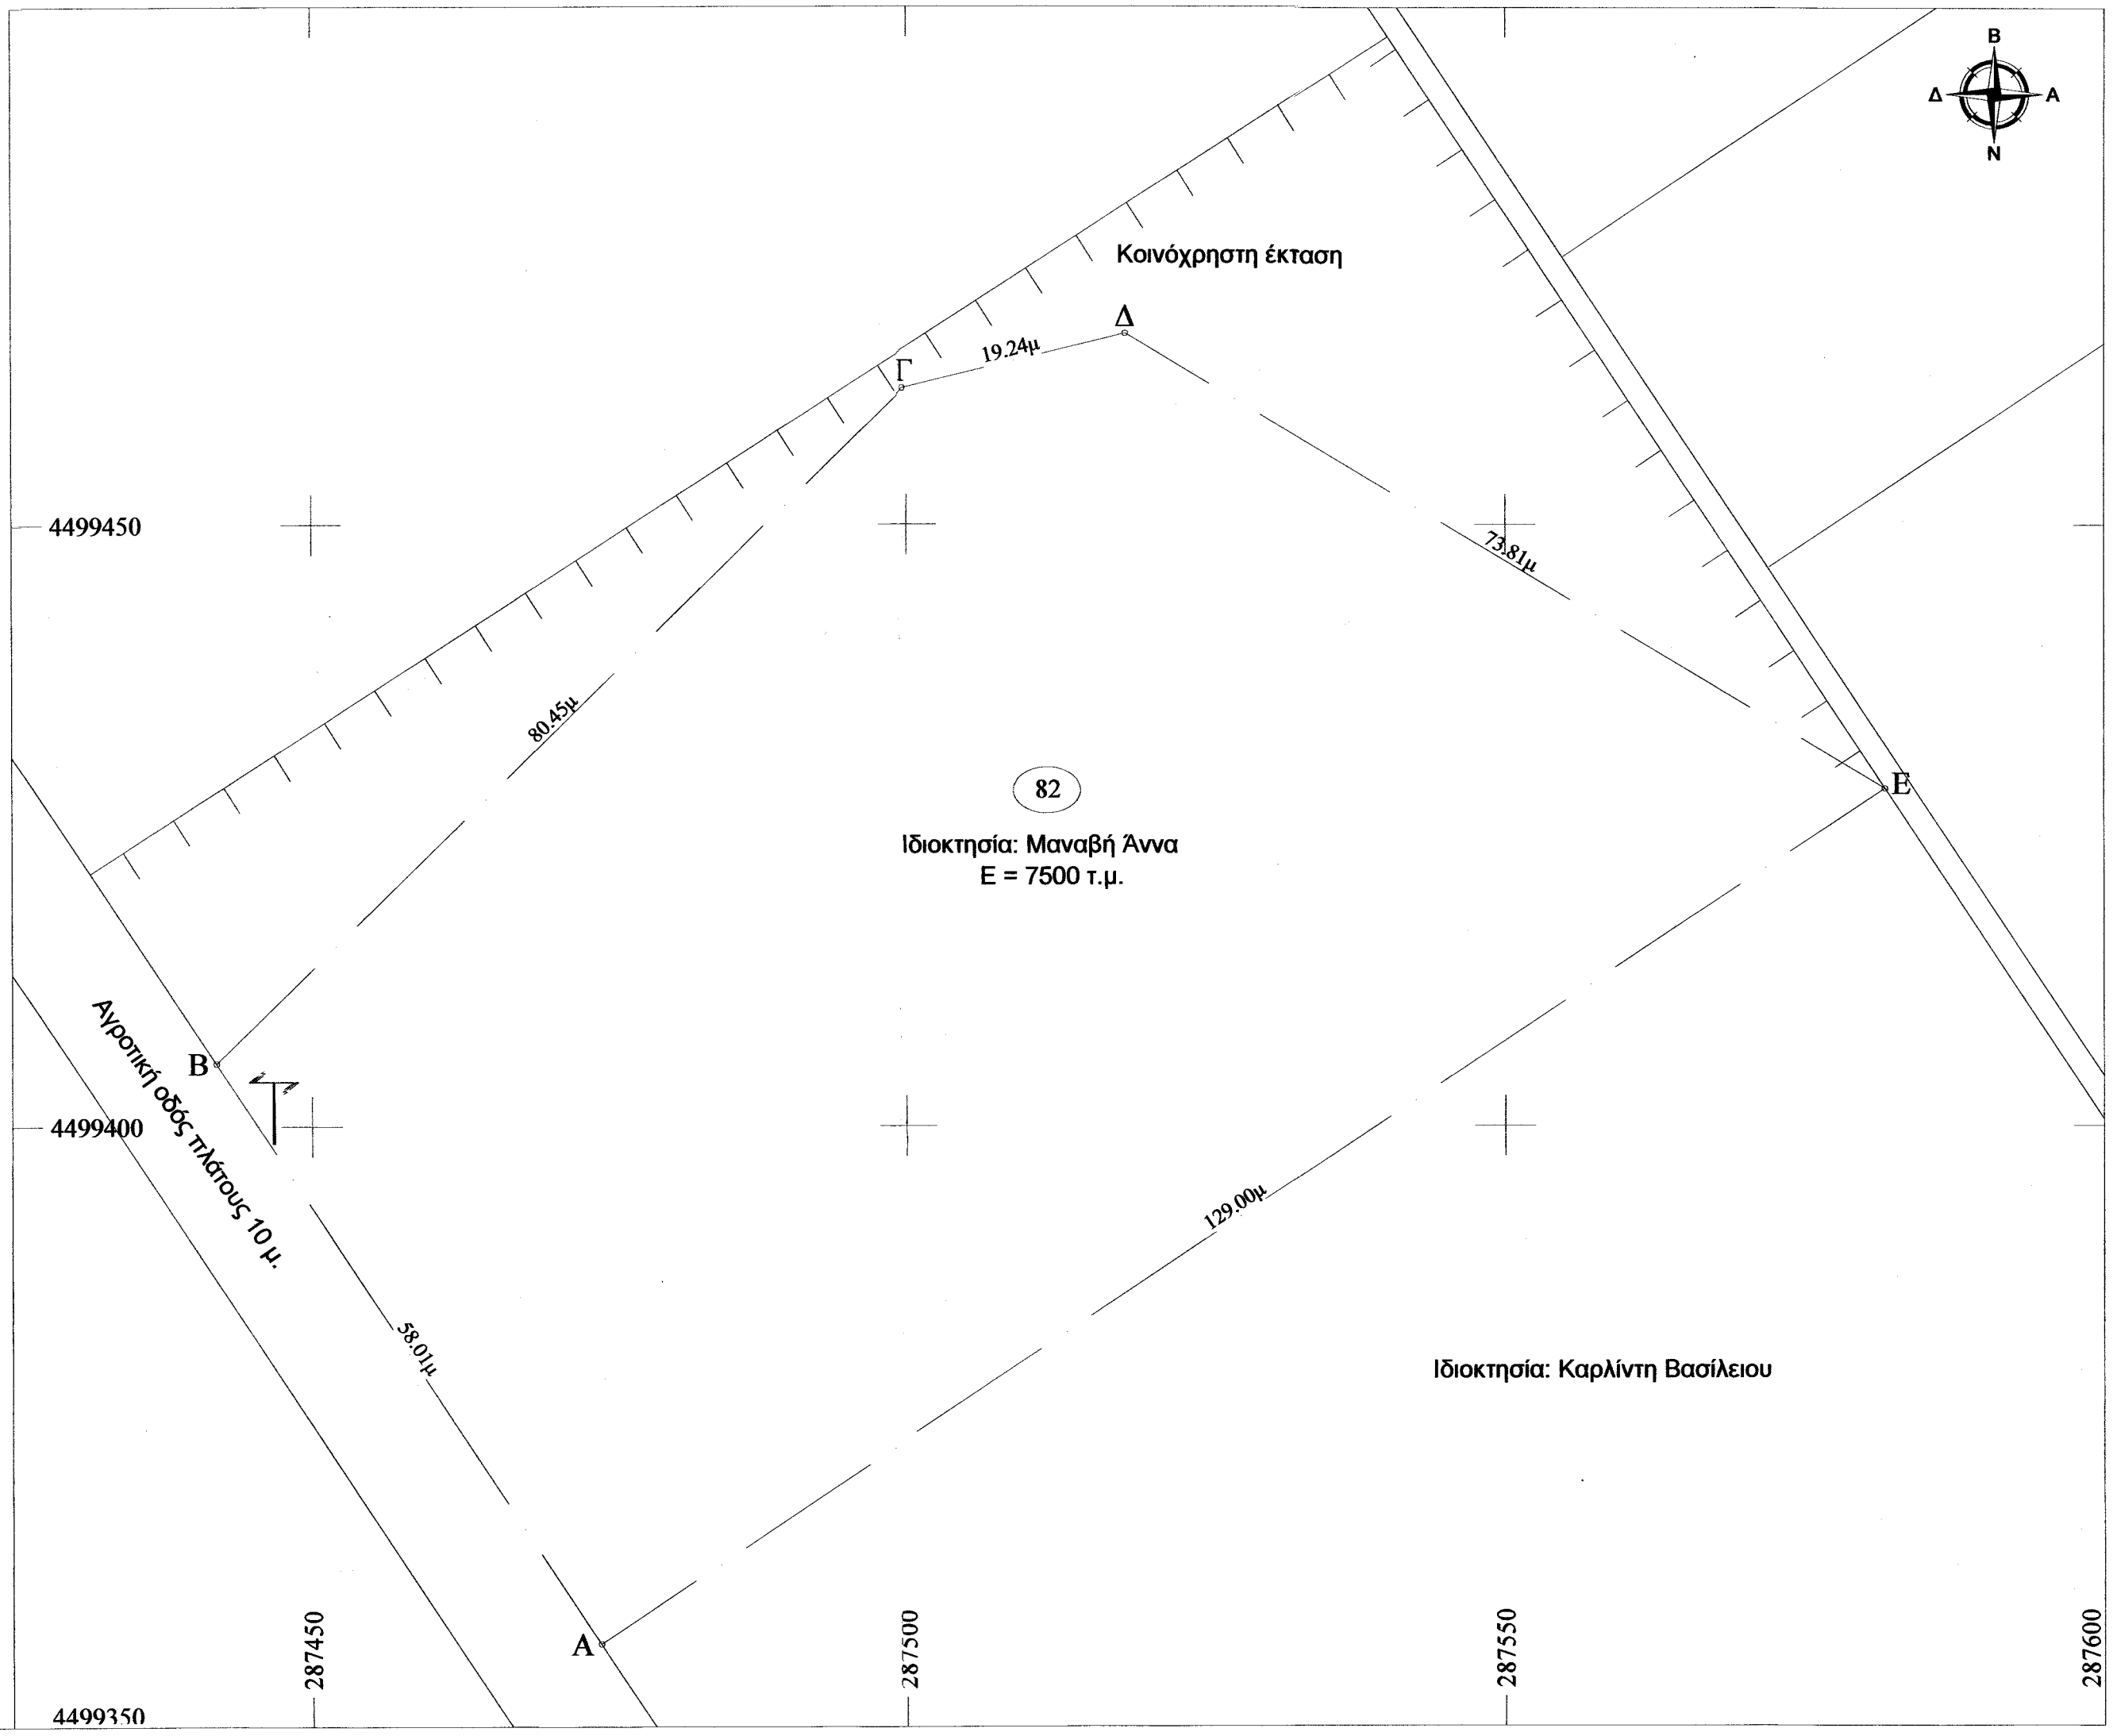 Β
Δ Α
Ν
Κοινόχρηστη έκταση
Δ
19.24μ
Γ
4499450
73.81μ
80.45μ
82
Ε
Ιδιοκτησία: Μαναβή Άννα
Ε = 7500 τ.μ.
Β
Αγροτική οδός πλάτους 10 μ.
4499400
129.00μ
58.01μ
Ιδιοκτησία: Καρλίντη Βασίλειου
Α
287450
287500
287550
287600
4499350